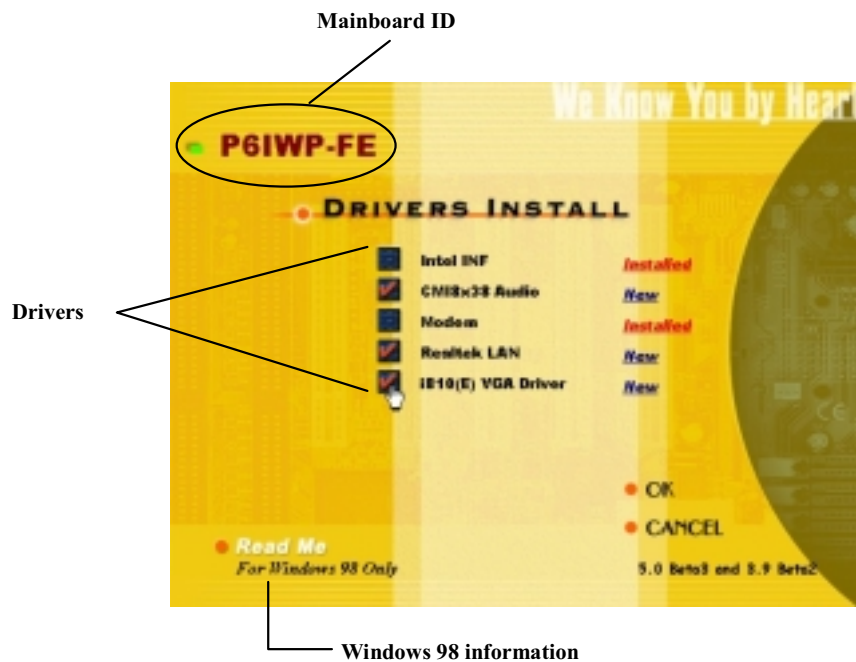 Mainboard ID
We Know You by Heart
P6IWP-FE
DRIVERS INSTALL
Intel INF Installed
CMI8x38 Audio New
Drivers
Modem Installed
Realtek LAN New
i810(E) VGA Driver New
OK
CANCEL
Read Me
For Windows 98 Only
5.0 Beta3 and 3.9 Beta2
Windows 98 information